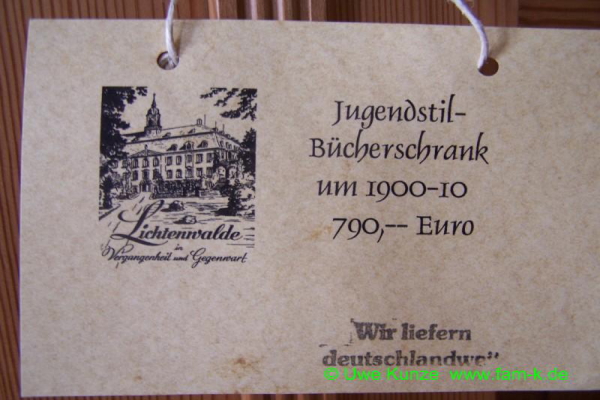 Jugendstil-
Bücherschrank
um 1900-10
790,-- Euro
Lichtenwalde
in
Vergangenheit und Gegenwart
Wir liefern
© Uwe Kunze www.fam-k.de